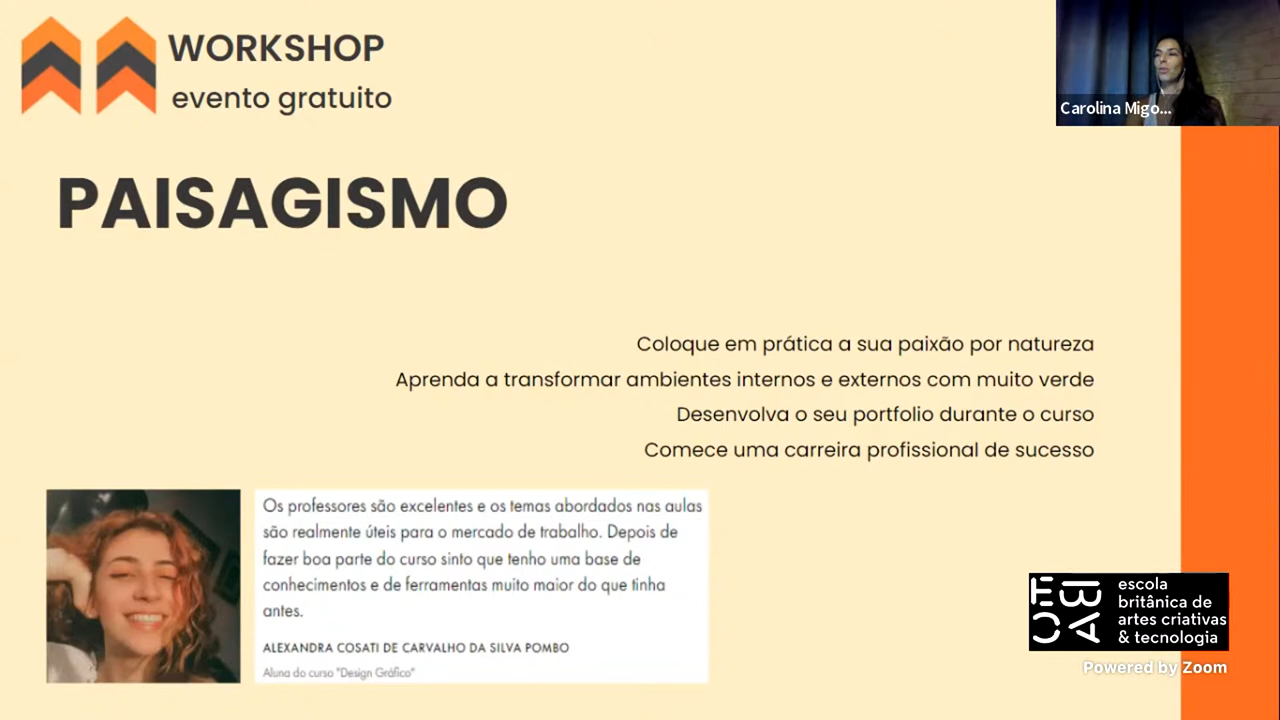 WORKSHOP
evento gratuito
Carolina Migo...
PAISAGISMO
Coloque em prática a sua paixão por natureza
Aprenda a transformar ambientes internos e externos com muito verde
Desenvolva o seu portfolio durante o curso
Comece uma carreira profissional de sucesso
Os professores são excelentes e os temas abordados nas aulas
são realmente úteis para o mercado de trabalho. Depois de
fazer boa parte do curso sinto que tenho uma base de
conhecimentos e de ferramentas muito maior do que tinha
antes.
ALEXANDRA COSATI DE CARVALHO DA SILVA POMBO
Aluna do curso "Design Gráfico"
EBAC
escola
britânica de
artes criativas
& tecnologia
Powered by Zoom